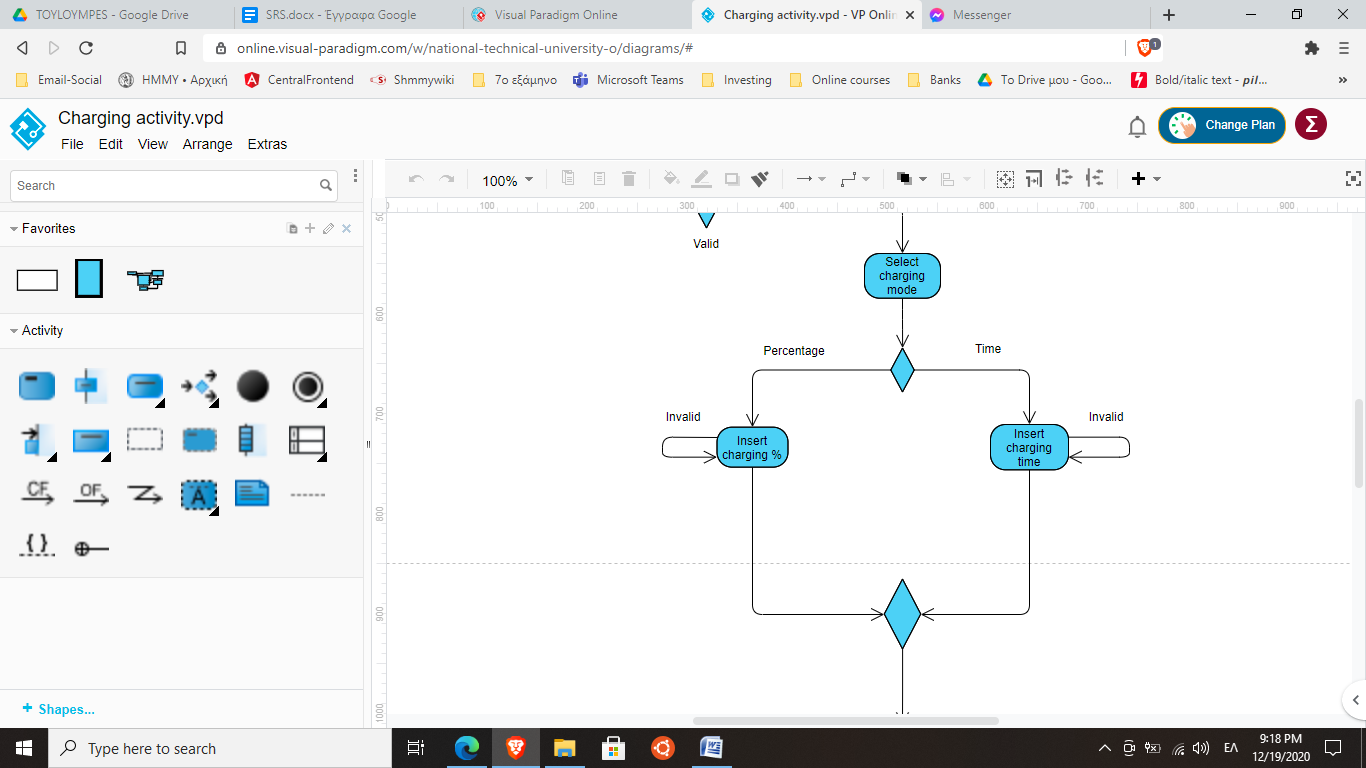 TOYLOYMPES - Google Drive
SRS.docx - Έγγραφα Google
Visual Paradigm Online
Charging activity.vpd - VP Onlin
Messenger
online.visual-paradigm.com/w/national-technical-university-o/diagrams/#
1
Email-Social
HMMY • Αρχική
CentralFrontend
Shmmywiki
7ο εξάμηνο
Microsoft Teams
Investing
Online courses
Banks
Το Drive μου - Goo...
Bold/italic text - pil...
Charging activity.vpd
File
Edit
View
Arrange
Extras
Change Plan
Σ
Search
100%
100
200
300
400
500
600
700
800
900
Favorites
Activity
CF
OF
A
{ }
Shapes...
600
700
800
900
1000
Valid
Select
charging
mode
Percentage
Time
Invalid
Insert
charging %
Insert
charging
time
Invalid
Type here to search
ΕΛ
9:18 PM
12/19/2020